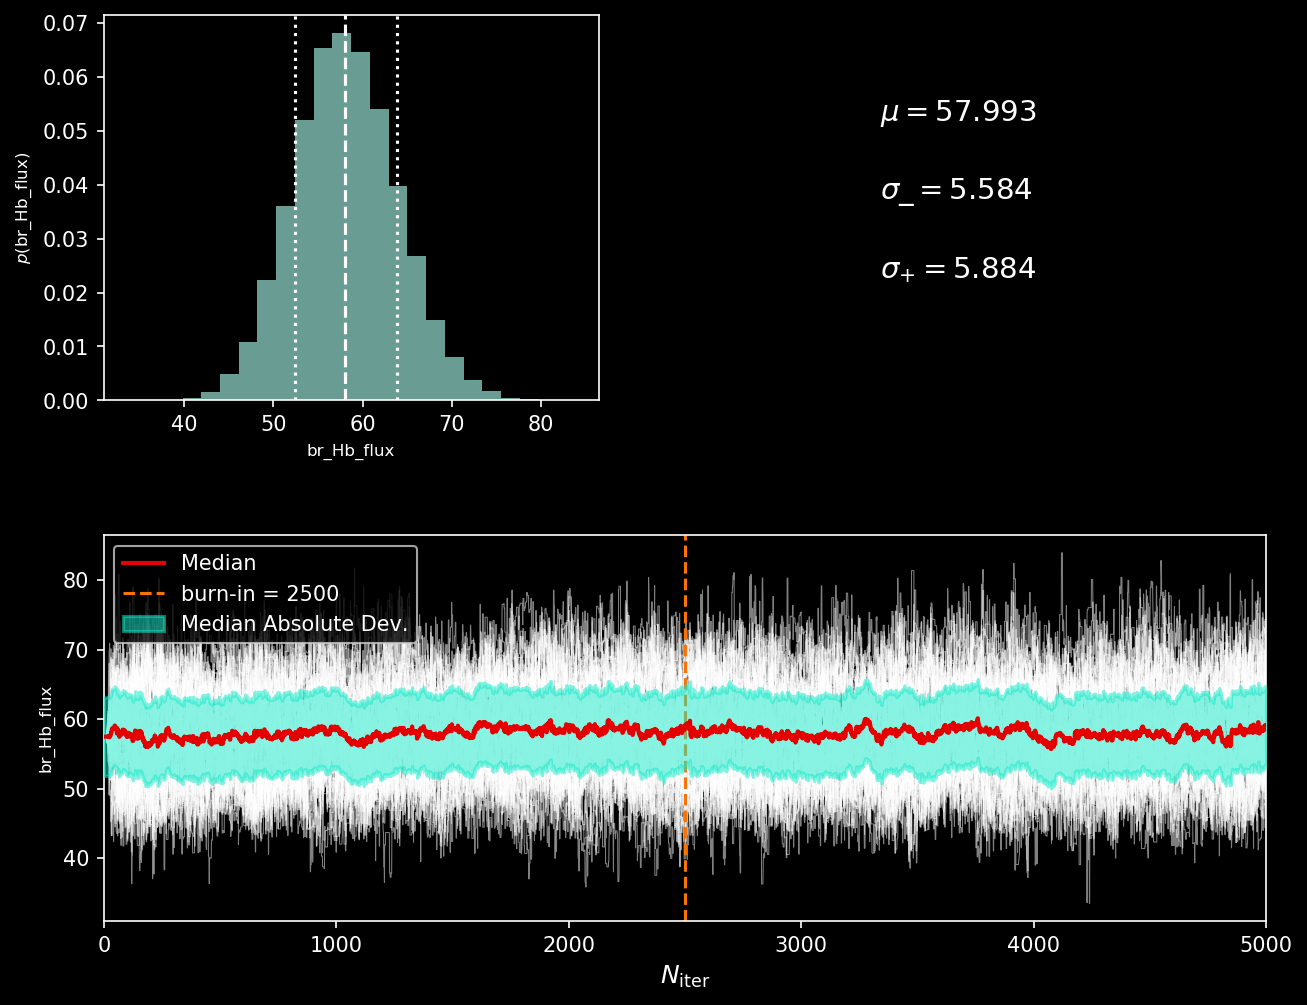 0.07
0.06
0.05
0.04
0.03
0.02
0.01
0.00
p(br_Hb_flux)
40 50 60 70 80
br_Hb_flux
μ = 57.993
σ_ = 5.584
σ+ = 5.884
Median
burn-in = 2500
Median Absolute Dev.
80
70
60
50
40
br_Hb_flux
0 1000 2000 3000 4000 5000
Niter